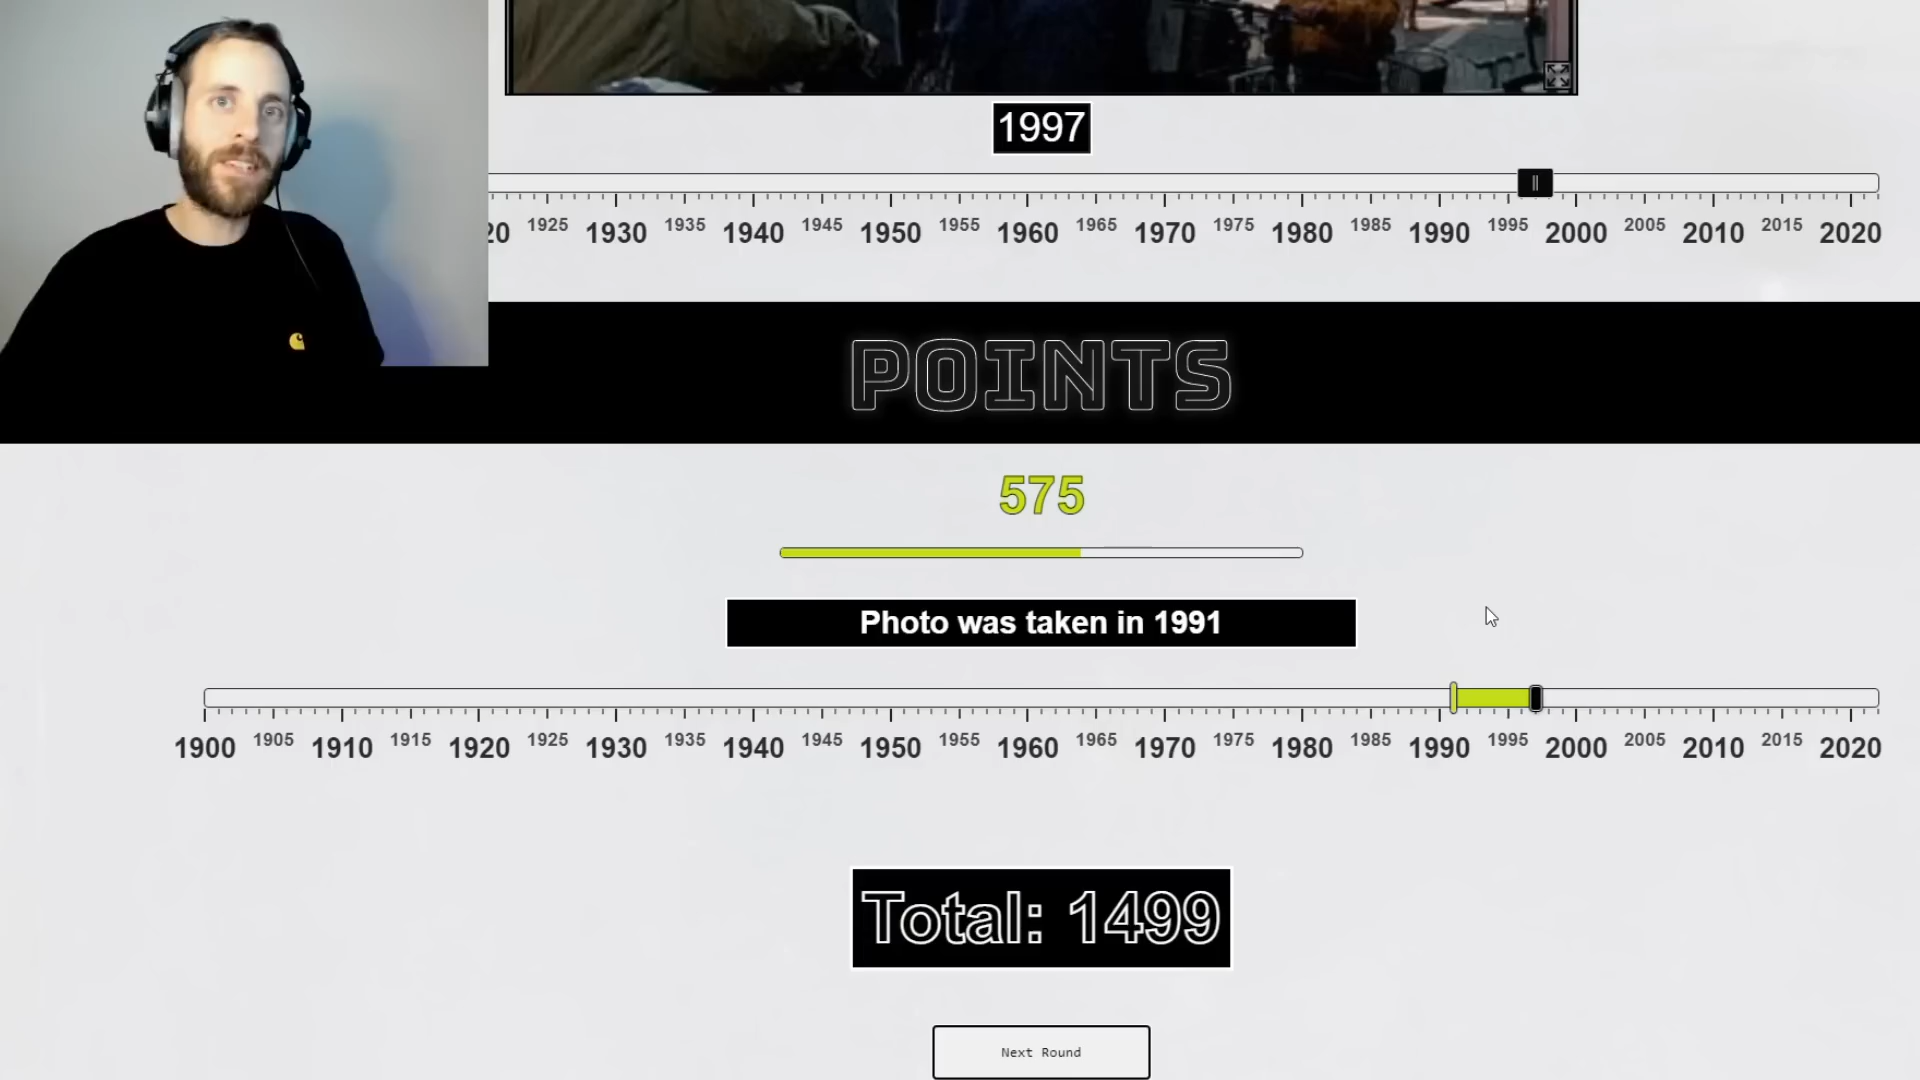 1997
20 1925 1930 1935 1940 1945 1950 1955 1960 1965 1970 1975 1980 1985 1990 1995 2000 2005 2010 2015 2020
POINTS
575
Photo was taken in 1991
1900 1905 1910 1915 1920 1925 1930 1935 1940 1945 1950 1955 1960 1965 1970 1975 1980 1985 1990 1995 2000 2005 2010 2015 2020
Total: 1499
Next Round